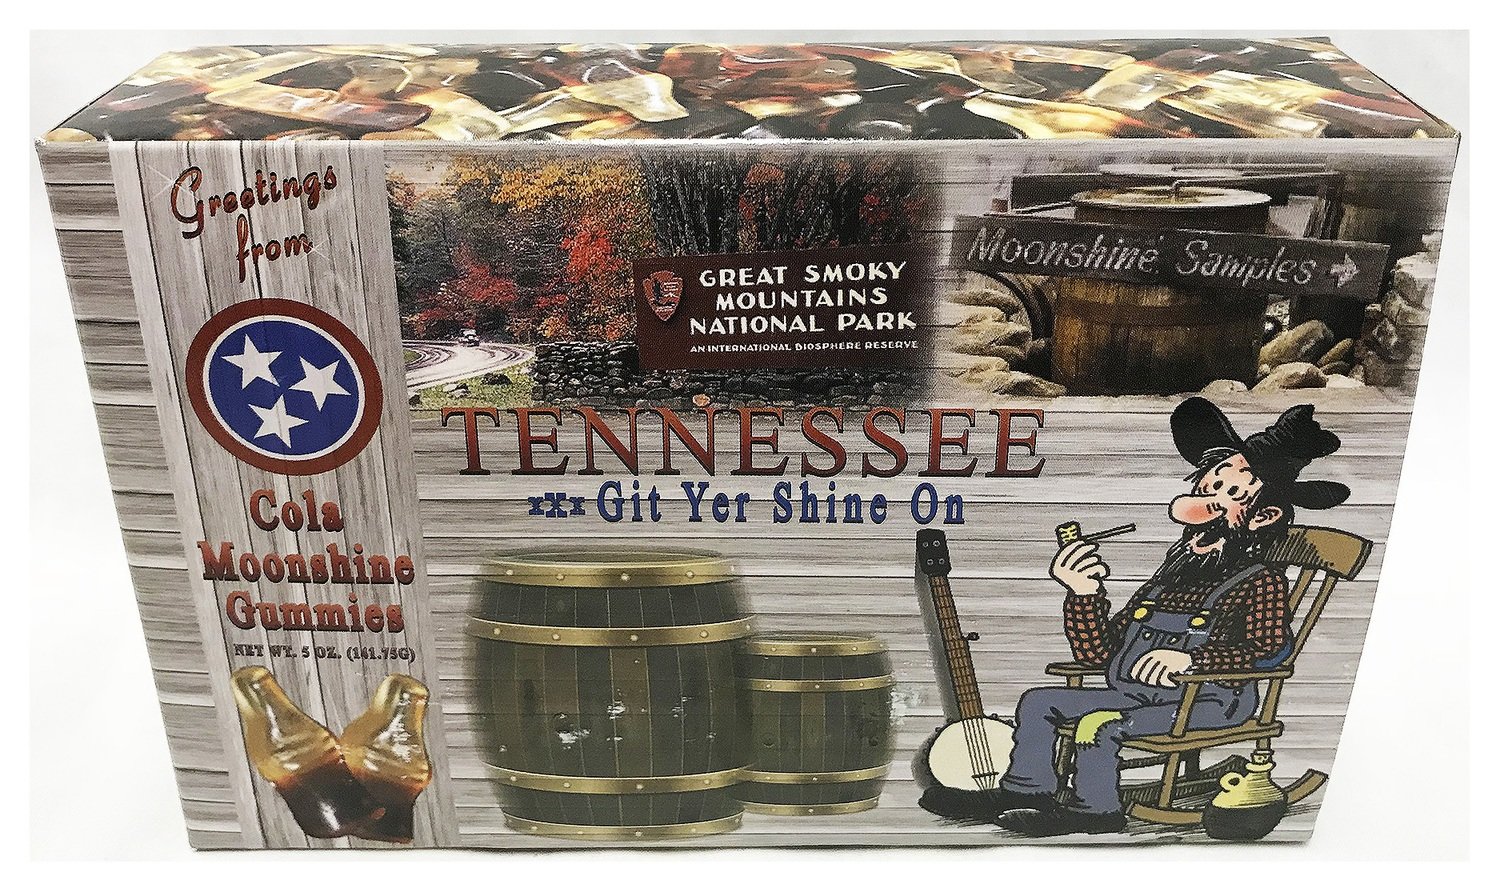 Greetings
from
Cola
Moonshine
Gummies
NET WT. 5 OZ. (141.75G)
GREAT SMOKY
MOUNTAINS
NATIONAL PARK
AN INTERNATIONAL BIOSPHERE RESERVE
Moonshine Samples →
TENNESSEE
xXx Git Yer Shine On